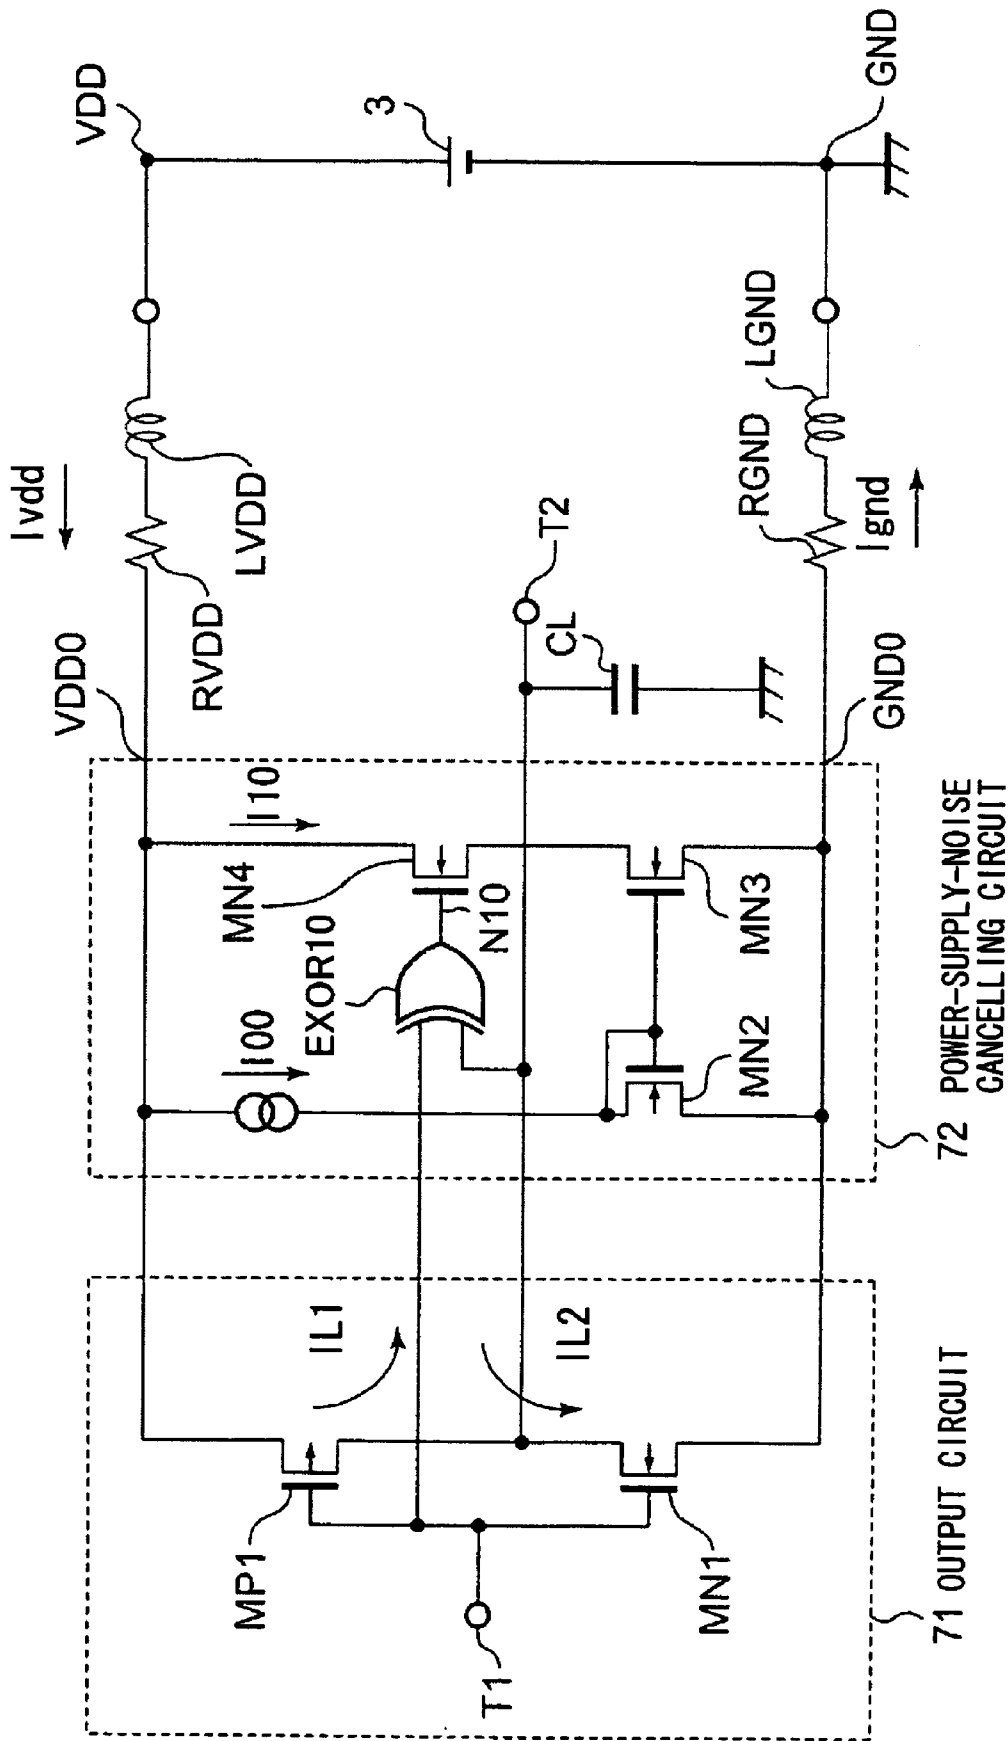 VDD
3
GND
Ivdd
LVDD
RVDD
VDD0
LGND
RGND
Ignd
GND0
T2
CL
I10
MN4
N10
EXOR10
I00
MN3
MN2
72 POWER-SUPPLY-NOISE
CANCELLING CIRCUIT
IL1
IL2
MP1
MN1
T1
71 OUTPUT CIRCUIT